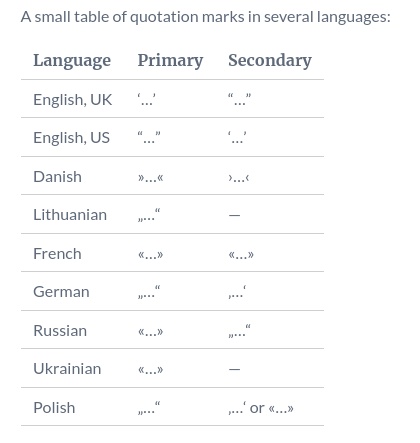 A small table of quotation marks in several languages:
Language Primary Secondary
English, UK ‘…’ “…”
English, US “…” ‘…’
Danish »…« ›…‹
Lithuanian „…“ —
French «…» «…»
German „…“ ‚…‘
Russian «…» „…“
Ukrainian «…» —
Polish „…“ ‚…‘ or «…»